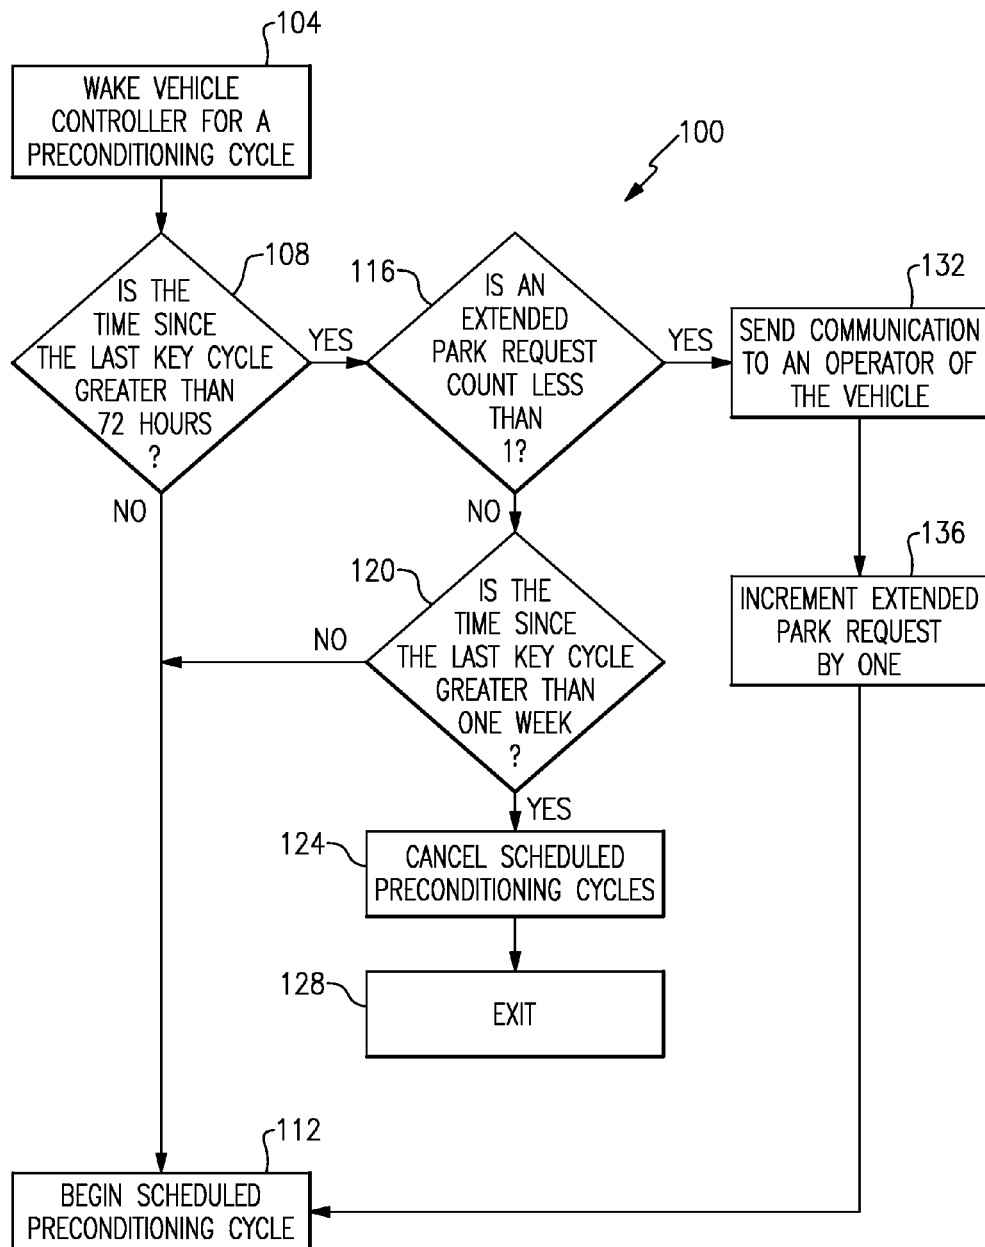 104
WAKE VEHICLE
CONTROLLER FOR A
PRECONDITIONING CYCLE
100
108
IS THE
TIME SINCE
THE LAST KEY CYCLE
GREATER THAN
72 HOURS
?
YES
NO
116
IS AN
EXTENDED
PARK REQUEST
COUNT LESS
THAN
1?
YES
NO
132
SEND COMMUNICATION
TO AN OPERATOR OF
THE VEHICLE
136
INCREMENT EXTENDED
PARK REQUEST
BY ONE
120
IS THE
TIME SINCE
THE LAST KEY CYCLE
GREATER THAN
ONE WEEK
?
NO
YES
124
CANCEL SCHEDULED
PRECONDITIONING CYCLES
128
EXIT
112
BEGIN SCHEDULED
PRECONDITIONING CYCLE